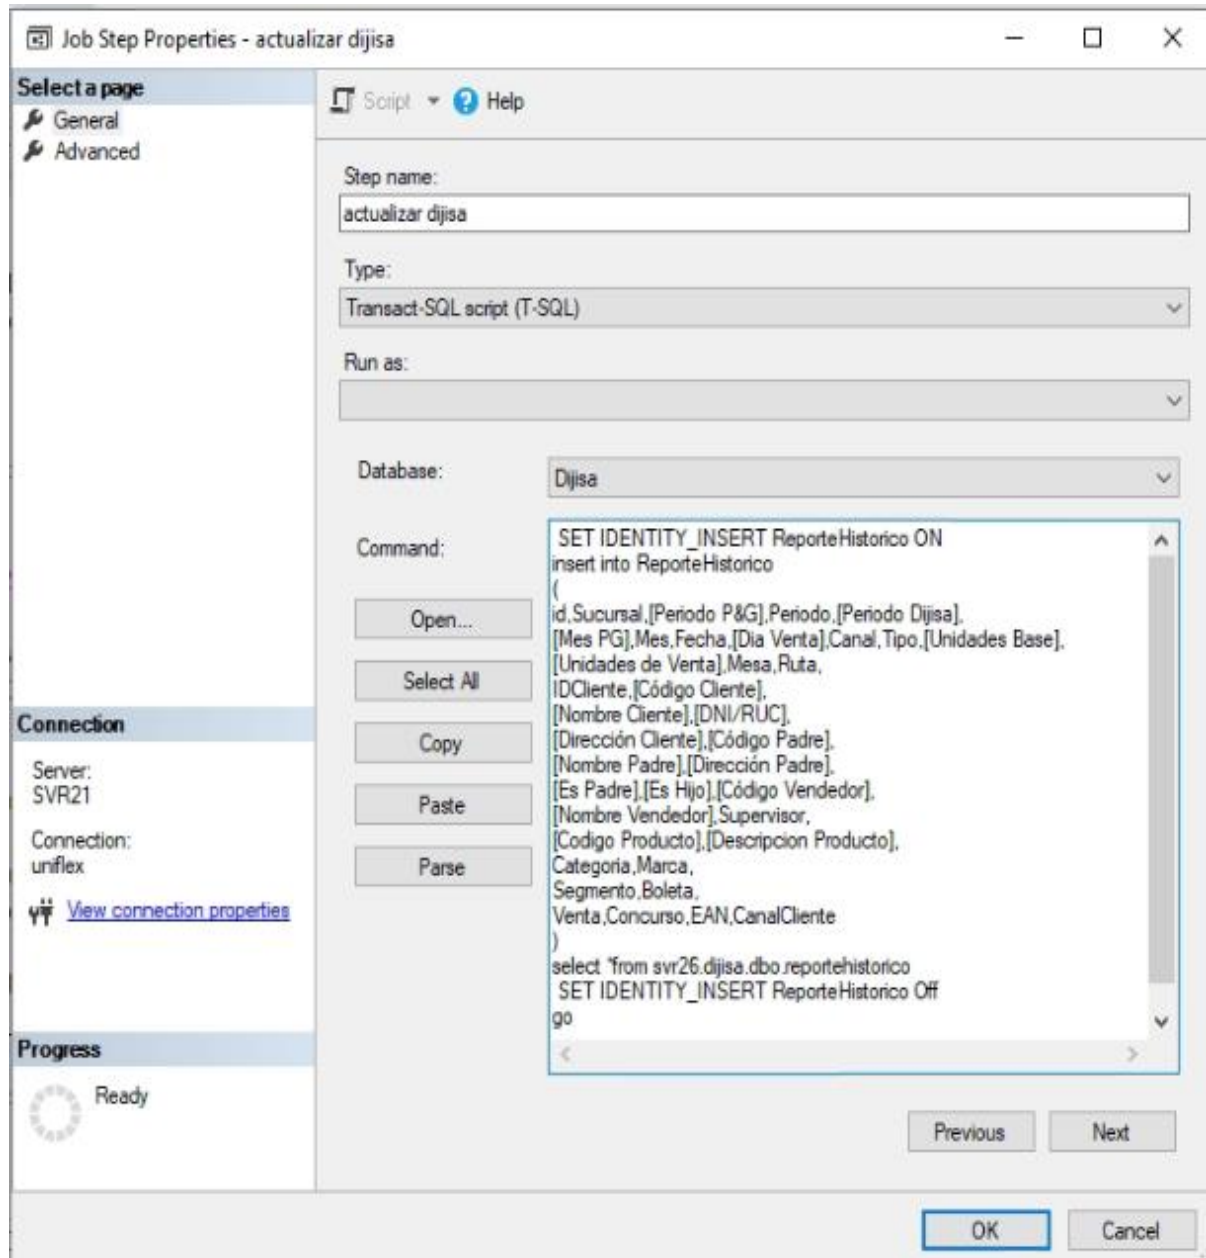 Job Step Properties - actualizar dijisa
Select a page
General
Advanced
Script
Help
Step name:
actualizar dijisa
Type:
Transact-SQL script (T-SQL)
Run as:
Database:
Dijisa
Command:
Open...
Select All
Copy
Paste
Parse
SET IDENTITY_INSERT ReporteHistorico ON
insert into ReporteHistorico
(
id,Sucursal,[Periodo P&G],Periodo,[Periodo Dijisa],
[Mes PG],Mes,Fecha,[Dia Venta],Canal,Tipo,[Unidades Base],
[Unidades de Venta],Mesa,Ruta,
IDCliente,[Código Cliente],
[Nombre Cliente],[DNI/RUC],
[Dirección Cliente],[Código Padre],
[Nombre Padre],[Dirección Padre],
[Es Padre],[Es Hijo],[Código Vendedor],
[Nombre Vendedor],Supervisor,
[Codigo Producto],[Descripcion Producto],
Categoria,Marca,
Segmento,Boleta,
Venta,Concurso,EAN,CanalCliente
)
select *from svr26.dijisa.dbo.reportehistorico
SET IDENTITY_INSERT ReporteHistorico Off
go
Connection
Server:
SVR21
Connection:
uniflex
View connection properties
Progress
Ready
Previous
Next
OK
Cancel